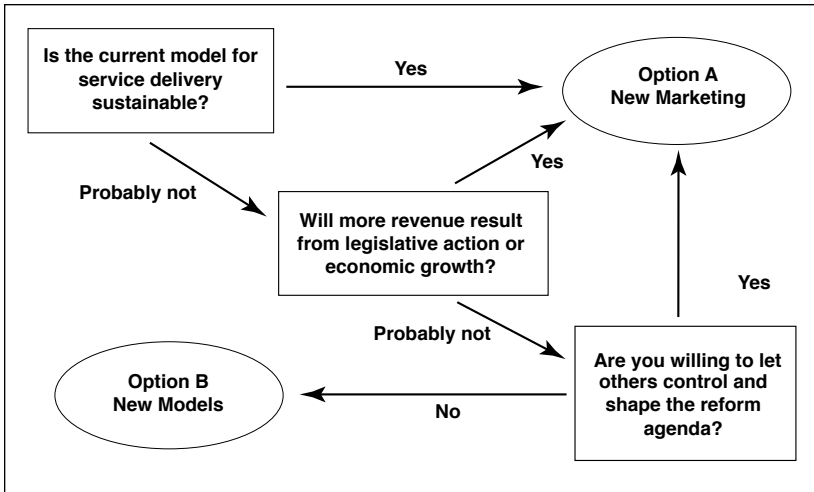 Is the current model for
service delivery
sustainable?
Yes
Option A
New Marketing
Probably not
Yes
Will more revenue result
from legislative action or
economic growth?
Yes
Probably not
Are you willing to let
others control and
shape the reform
agenda?
No
Option B
New Models